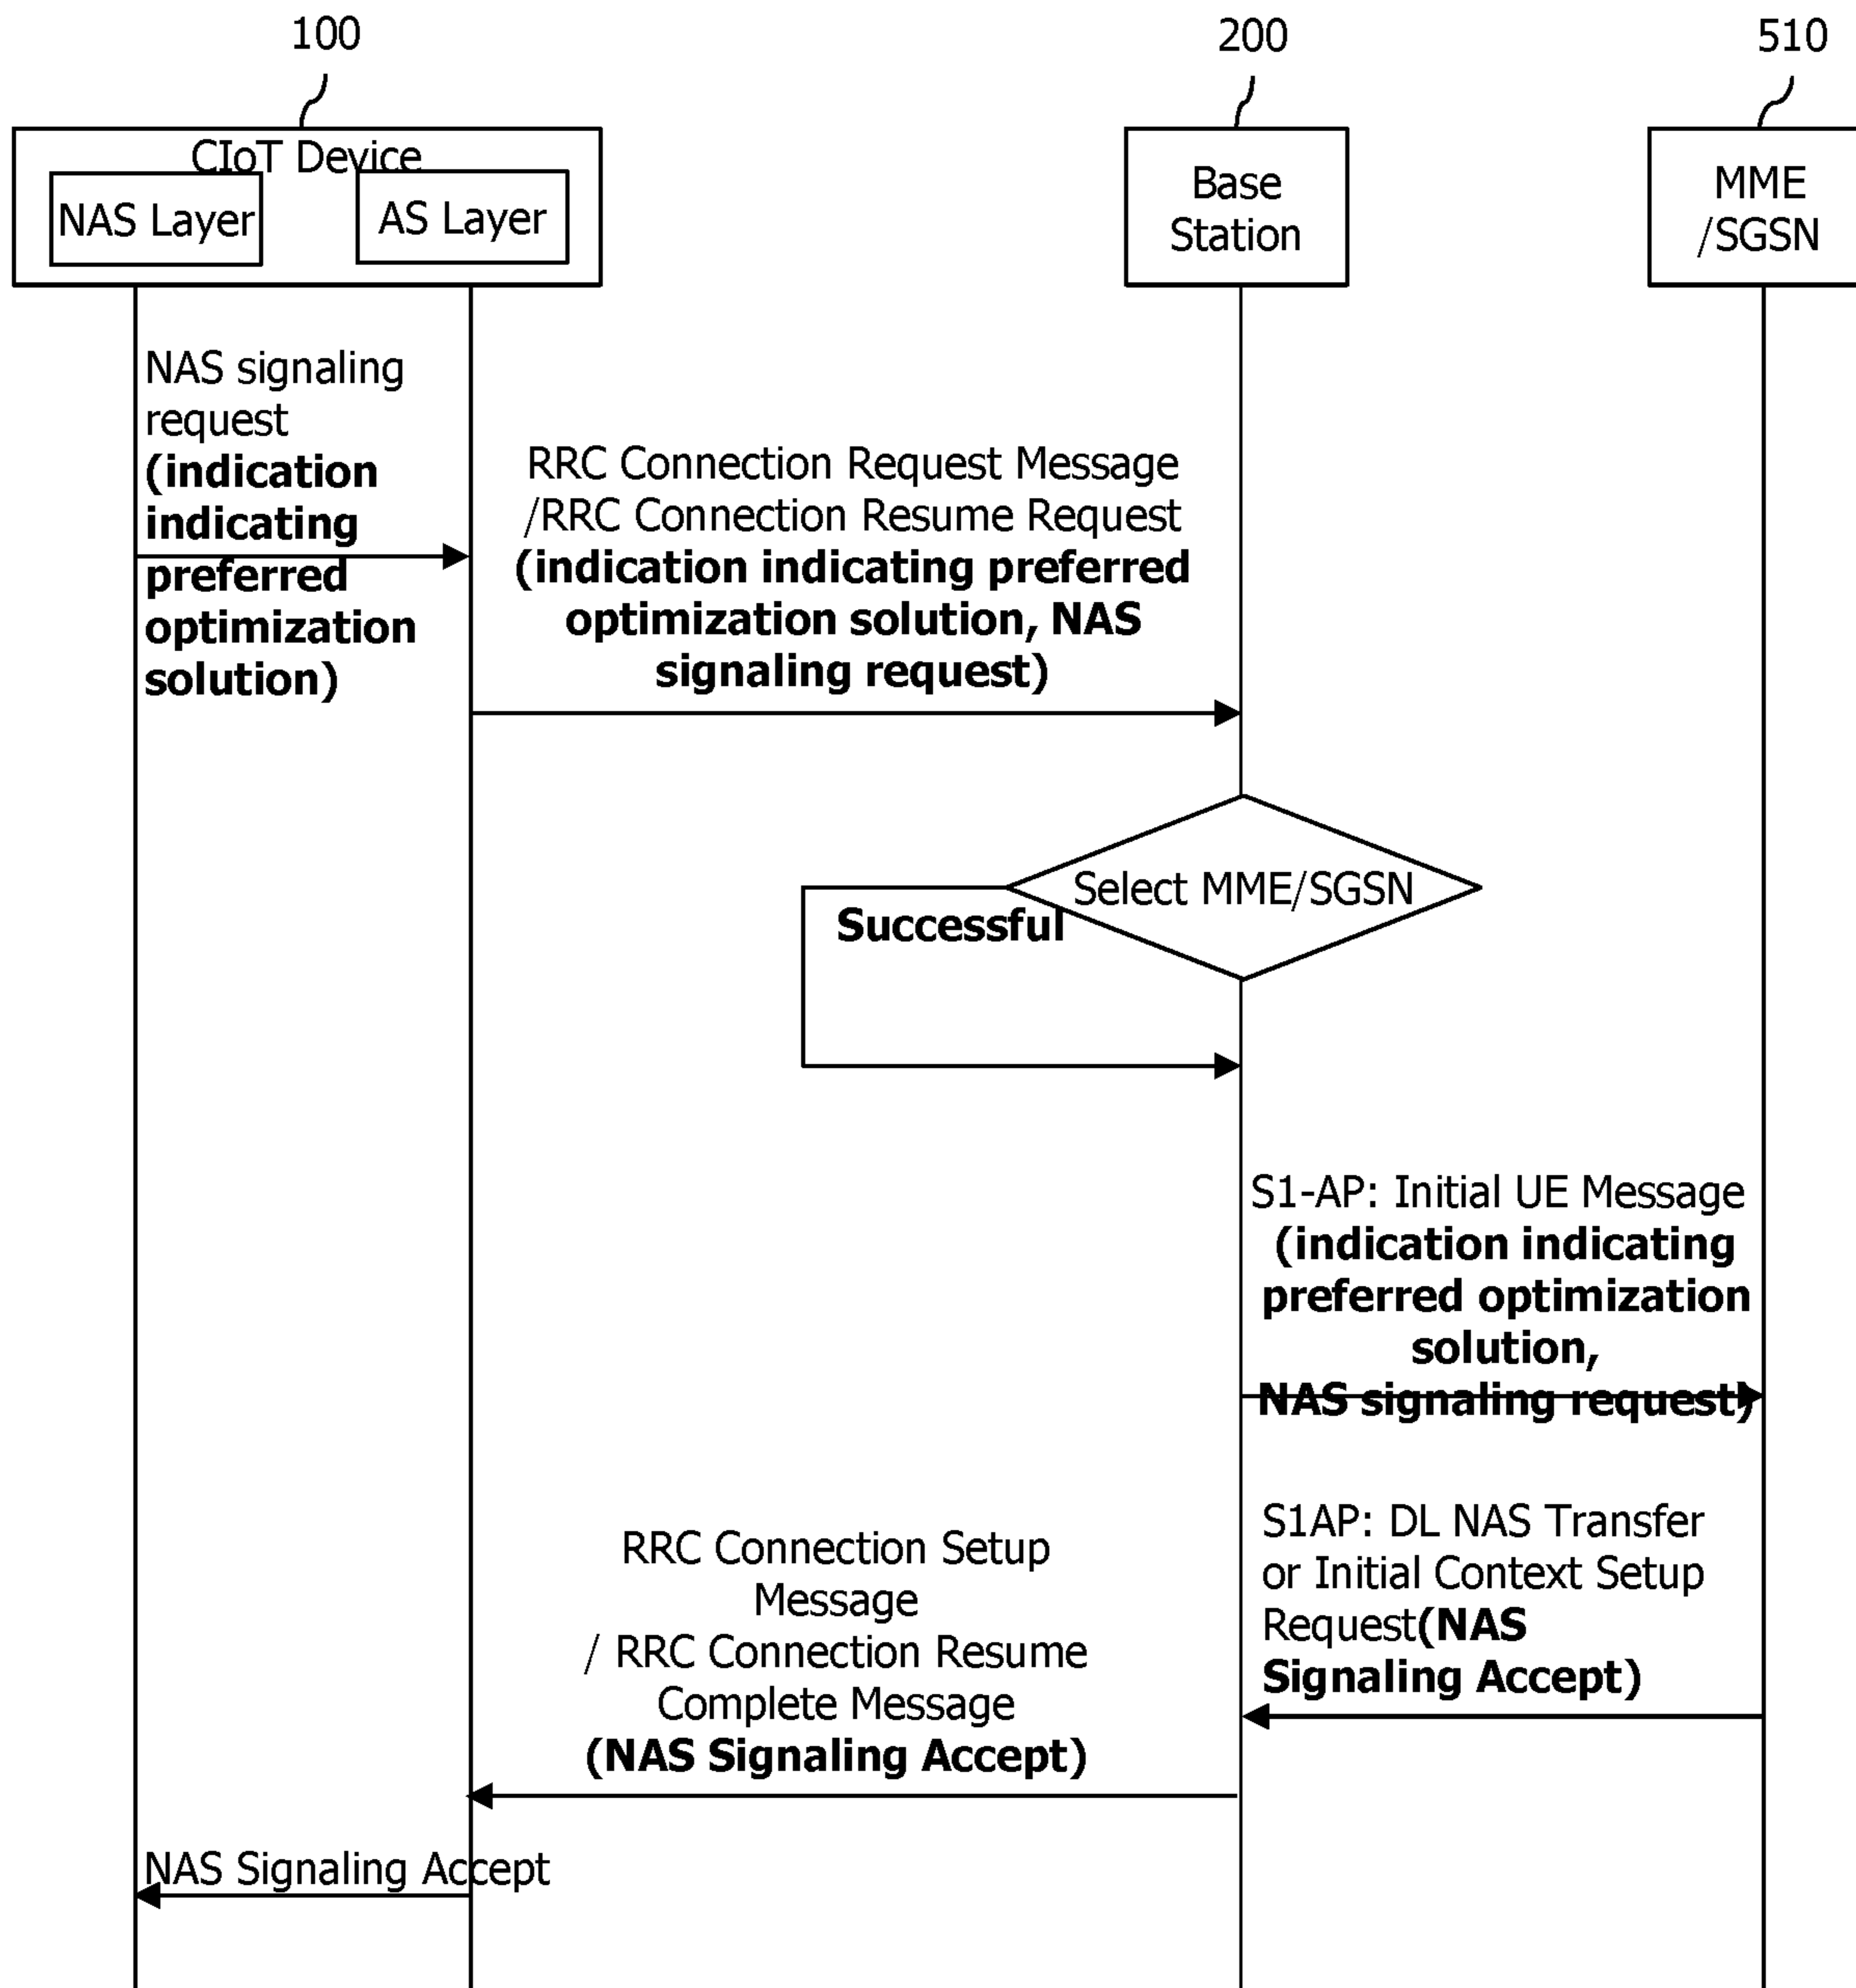 100
200
510
CIoT Device
NAS Layer
AS Layer
Base
Station
MME
/SGSN
NAS signaling
request
(indication
indicating
preferred
optimization
solution)
RRC Connection Request Message
/RRC Connection Resume Request
(indication indicating preferred
optimization solution, NAS
signaling request)
Select MME/SGSN
Successful
S1-AP: Initial UE Message
(indication indicating
preferred optimization
solution,
NAS signaling request)
S1AP: DL NAS Transfer
or Initial Context Setup
Request(NAS
Signaling Accept)
RRC Connection Setup
Message
/ RRC Connection Resume
Complete Message
(NAS Signaling Accept)
NAS Signaling Accept